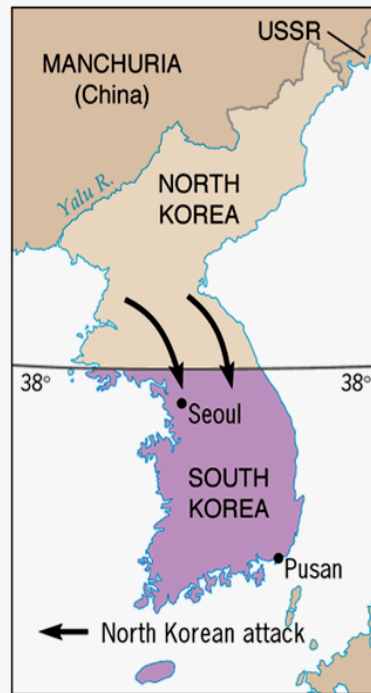 USSR
MANCHURIA
(China)
Yalu R.
NORTH
KOREA
38°
38°
Seoul
SOUTH
KOREA
Pusan
North Korean attack